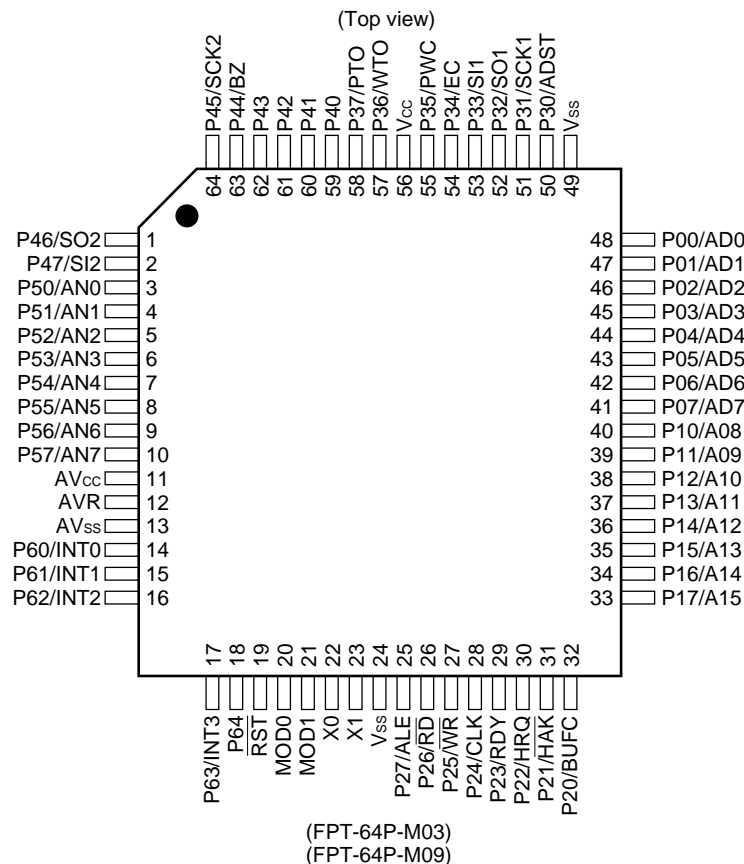 (Top view)
P45/SCK2
P44/BZ
P43
P42
P41
P40
P37/PTO
P36/WTO
Vcc
P35/PWC
P34/EC
P33/SI1
P32/SO1
P31/SCK1
P30/ADST
Vss
64
63
62
61
60
59
58
57
56
55
54
53
52
51
50
49
P46/SO2 1
P47/SI2 2
P50/AN0 3
P51/AN1 4
P52/AN2 5
P53/AN3 6
P54/AN4 7
P55/AN5 8
P56/AN6 9
P57/AN7 10
AVcc 11
AVR 12
AVss 13
P60/INT0 14
P61/INT1 15
P62/INT2 16
48 P00/AD0
47 P01/AD1
46 P02/AD2
45 P03/AD3
44 P04/AD4
43 P05/AD5
42 P06/AD6
41 P07/AD7
40 P10/A08
39 P11/A09
38 P12/A10
37 P13/A11
36 P14/A12
35 P15/A13
34 P16/A14
33 P17/A15
17
18
19
20
21
22
23
24
25
26
27
28
29
30
31
32
P63/INT3
P64
RST
MOD0
MOD1
X0
X1
Vss
P27/ALE
P26/RD
P25/WR
P24/CLK
P23/RDY
P22/HRQ
P21/HAK
P20/BUFC
(FPT-64P-M03)
(FPT-64P-M09)